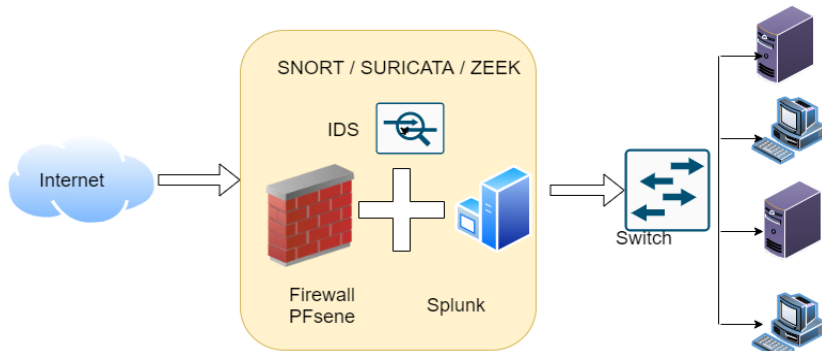 SNORT / SURICATA / ZEEK
IDS
Internet
Firewall
PFsene
Splunk
Switch